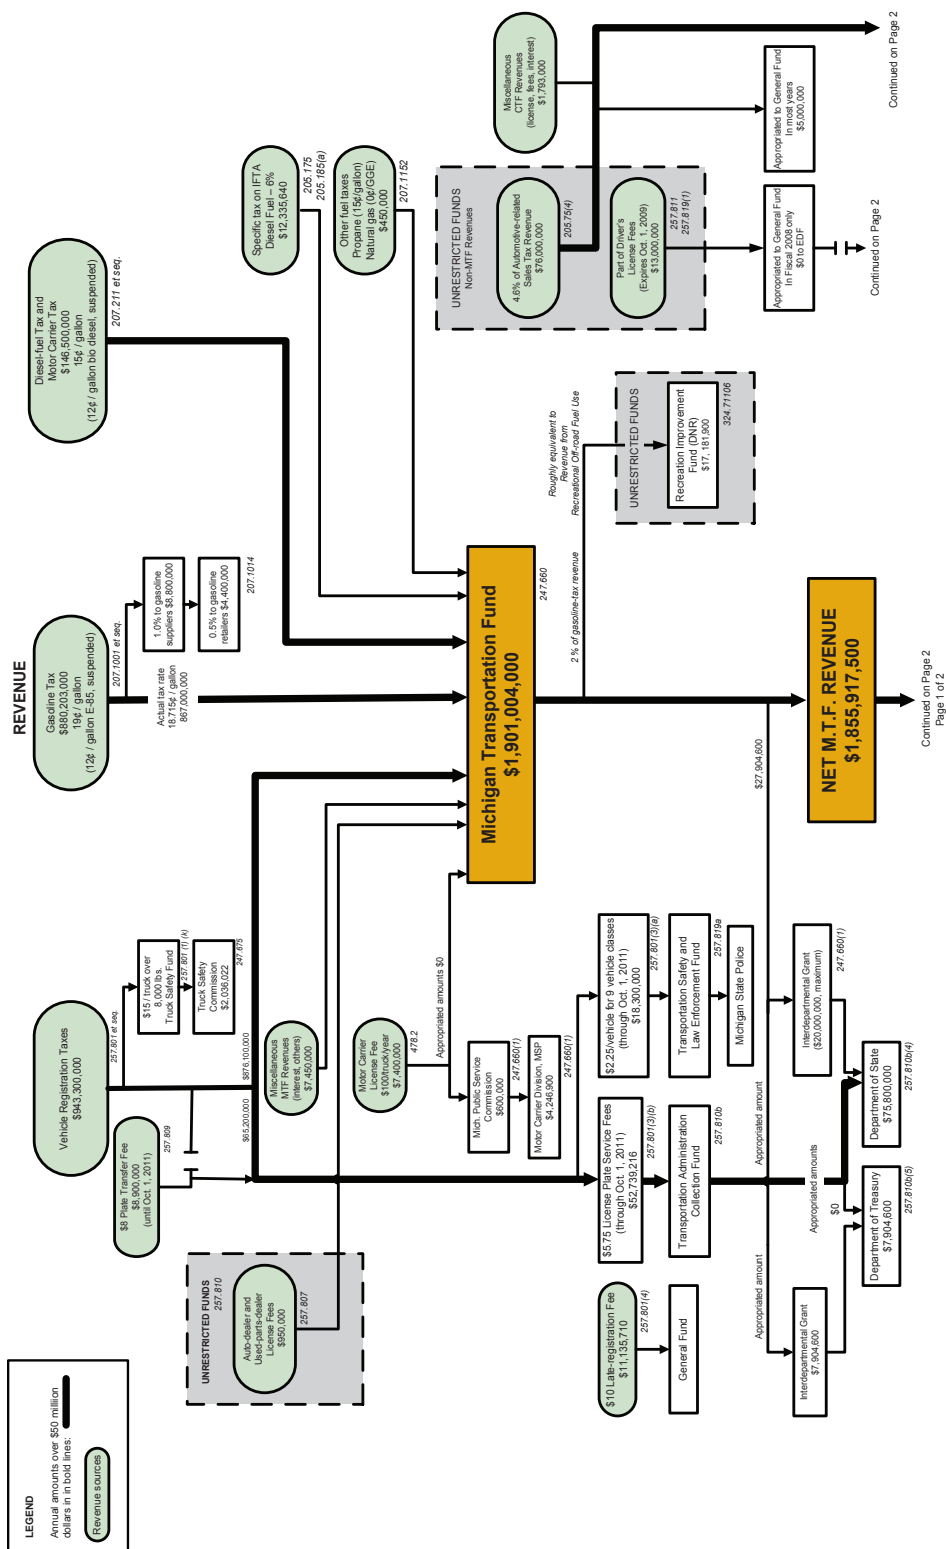 LEGEND
Annual amounts over $50 milliion
dollars in in bold lines:
Revenue sources
REVENUE
Vehicle Registration Taxes
$943,300,000
257.801 et seq.
$15 / truck over
8,000 lbs.
Truck Safety Fund
257.801 (1) (k)
Truck Safety
Commission
$2,036,022
247.675
$8 Plate Transfer Fee
$8,900,000
(until Oct. 1, 2011)
257.809
$65,200,000
$876,100,000
Gasoline Tax
$880,203,000
19¢ / gallon
(12¢ / gallon E-85, suspended)
207.1001 et seq.
1.0% to gasoline
suppliers $8,800,000
0.5% to gasoline
retailers $4,400,000
207.1014
Actual tax rate
18.715¢ / gallon
867,000,000
Diesel-fuel Tax and
Motor Carrier Tax
$146,500,000
15¢ / gallon
(12¢ / gallon bio diesel, suspended)
207.211 et seq.
Specific tax on IFTA
Diesel Fuel – 6%
$12,335,640
205.175
205.185(a)
Other fuel taxes
Propane (15¢/gallon)
Natural gas (0¢/GGE)
$450,000
207.1152
UNRESTRICTED FUNDS
257.810
Auto-dealer and
Used-parts-dealer
License Fees
$950,000
257.807
Miscellaneous
MTF Revenues
(interest, others)
$7,450,000
Motor Carrier
License Fee
$100/truck/year
$7,400,000
478.2
Appropriated amounts $0
Mich. Public Service
Commission
$600,000
247.660(1)
Motor Carrier Division, MSP
$4,246,900
247.660(1)
Michigan Transportation Fund
$1,901,004,000
247.660
UNRESTRICTED FUNDS
Non-MTF Revenues
4.6% of Automotive-related
Sales Tax Revenue
$76,000,000
205.75(4)
Part of Driver's
License Fees
(Expires Oct. 1, 2009)
$13,000,000
257.811
257.819(1)
Miscellaneous
CTF Revenues
(license, fees, interest)
$1,793,000
2 % of gasoline-tax revenue
Roughly equivalent to
Revenue from
Recreational Off-road Fuel Use
UNRESTRICTED FUNDS
Recreation Improvement
Fund (DNR)
$17, 181,900
324.71106
Appropriated to General Fund
In Fiscal 2008 only
$0 to EDF
Appropriated to General Fund
In most years
$5,000,000
Continued on Page 2
Continued on Page 2
$10 Late-registration Fee
$11,135,710
257.801(4)
General Fund
$5.75 License Plate Service Fees
(through Oct. 1, 2011)
$52,739,216
257.801(3)(b)
Transportation Administration
Collection Fund
257.810b
$2.25/vehicle for 9 vehicle classes
(through Oct. 1, 2011)
$18,300,000
257.801(3)(a)
Transportation Safety and
Law Enforcement Fund
257.819a
Michigan State Police
Appropriated amount
Appropriated amount
$27,904,600
Interdepartmental Grant
$7,904,600
Appropriated amounts
$0
Interdepartmental Grant
($20,000,000, maximum)
247.660(1)
Department of Treasury
$7,904,600
257.810b(5)
Department of State
$75,800,000
257.810b(4)
NET M.T.F. REVENUE
$1,855,917,500
Continued on Page 2
Page 1 of 2